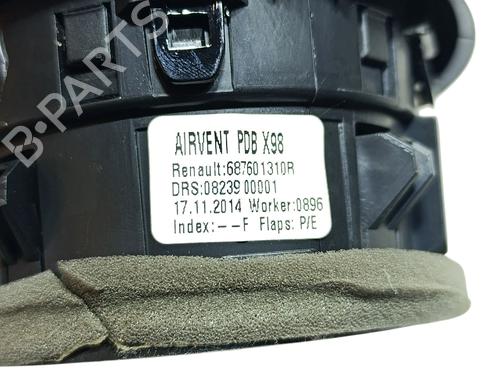 B-PARTS
AIRVENT PDB X98
Renault:687601310R
DRS:08239 00001
17.11.2014 Worker:0896
Index:--F Flaps: P/E